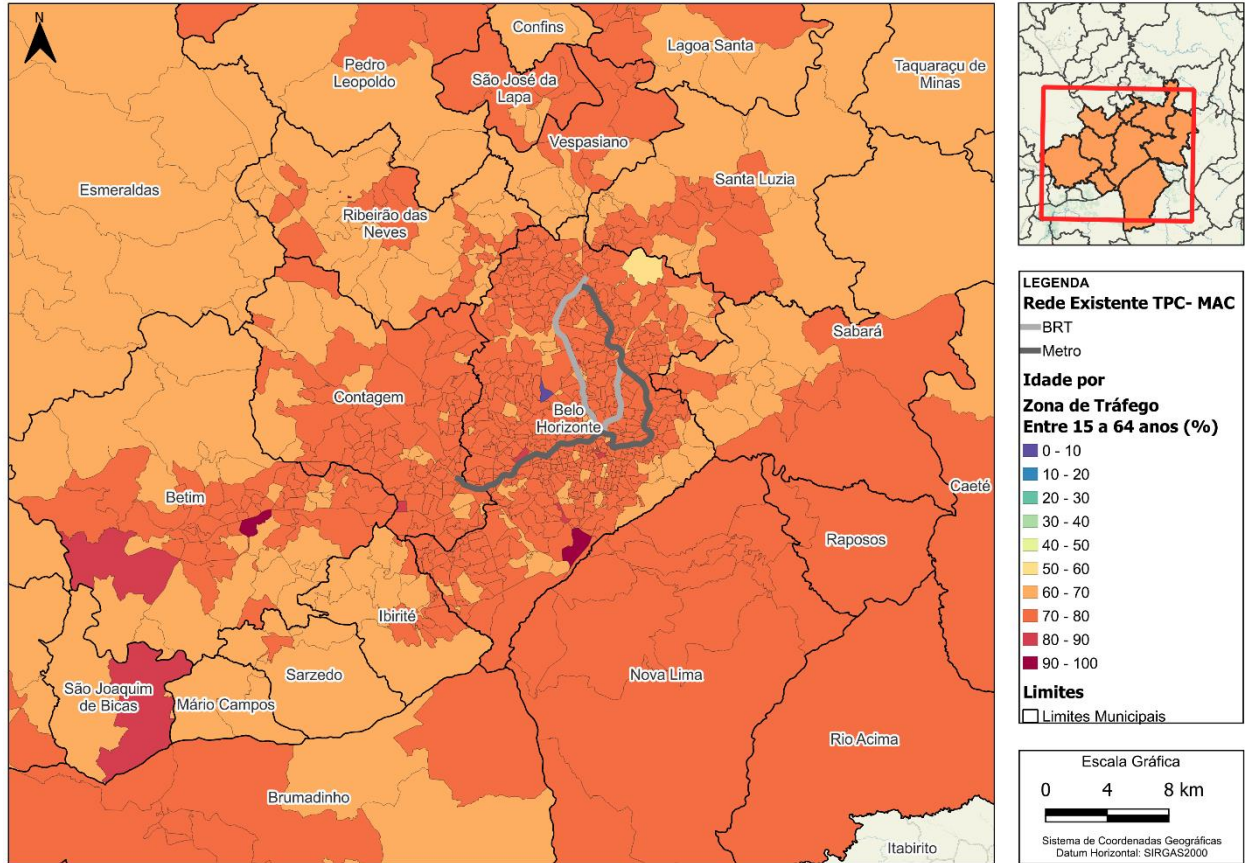 N
Confins
Lagoa Santa
Pedro
Leopoldo
Taquaraçu de
Minas
São José da
Lapa
Vespasiano
Esmeraldas
Santa Luzia
Ribeirão das
Neves
Sabará
Contagem
Belo
Horizonte
Betim
Caeté
Raposos
Ibirité
Sarzedo
Nova Lima
São Joaquim
de Bicas
Mário Campos
Rio Acima
Brumadinho
Itabirito
LEGENDA
Rede Existente TPC- MAC
BRT
Metro
Idade por
Zona de Tráfego
Entre 15 a 64 anos (%)
0 - 10
10 - 20
20 - 30
30 - 40
40 - 50
50 - 60
60 - 70
70 - 80
80 - 90
90 - 100
Limites
Limites Municipais
Escala Gráfica
0 4 8 km
Sistema de Coordenadas Geográficas
Datum Horizontal: SIRGAS2000